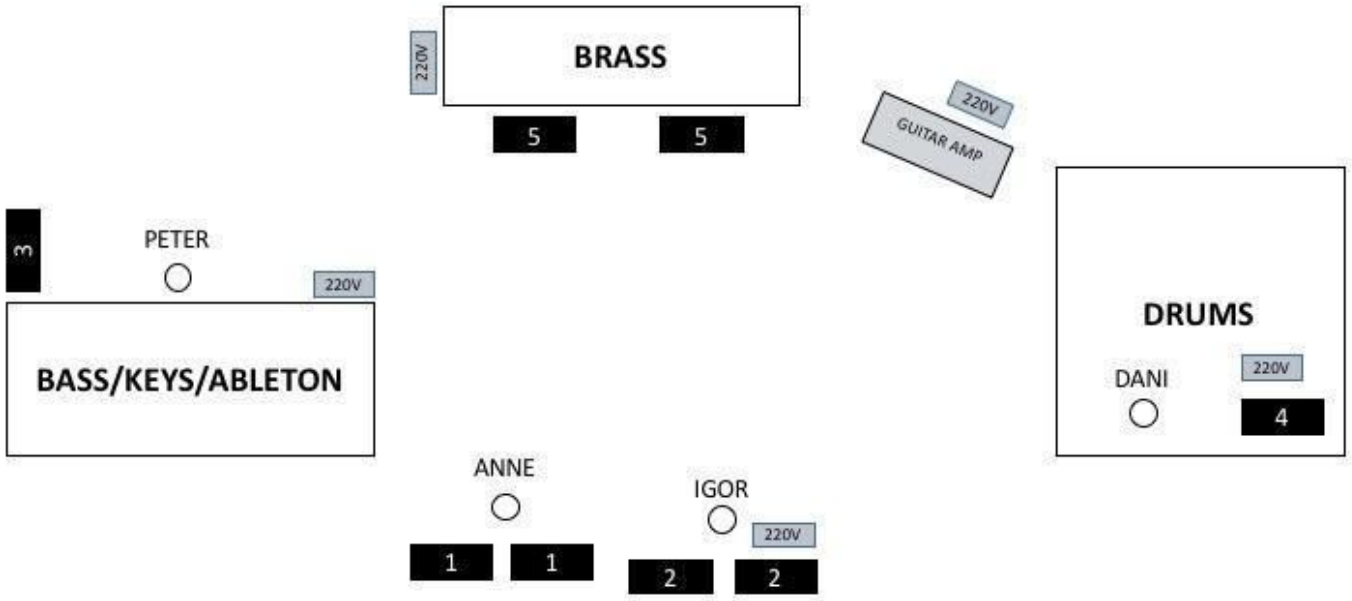 220V
BRASS
220V
GUITAR AMP
5
5
3
PETER
220V
BASS/KEYS/ABLETON
DRUMS
220V
DANI
4
ANNE
IGOR
220V
1
1
2
2